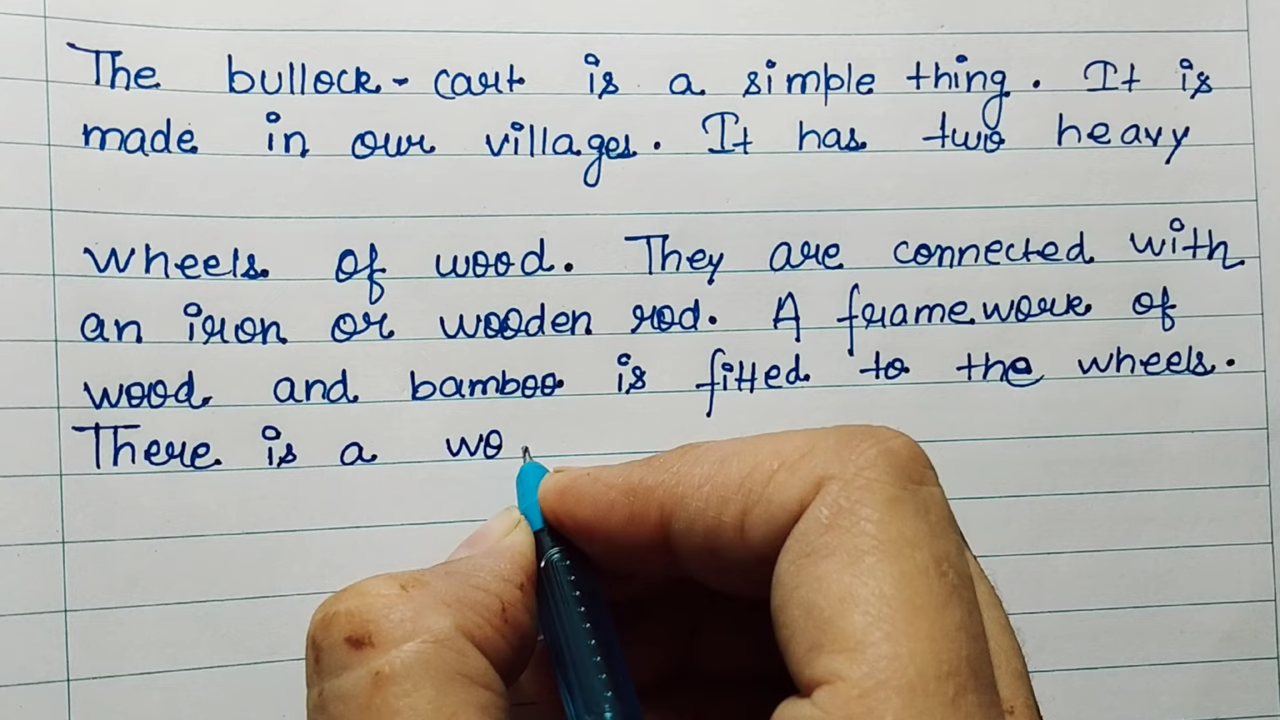 The bullock-cart is a simple thing. It is
made in our villages. It has two heavy
wheels of wood. They are connected with
an iron or wooden rod. A framework of
wood and bamboo is fitted to the wheels.
There is a wo